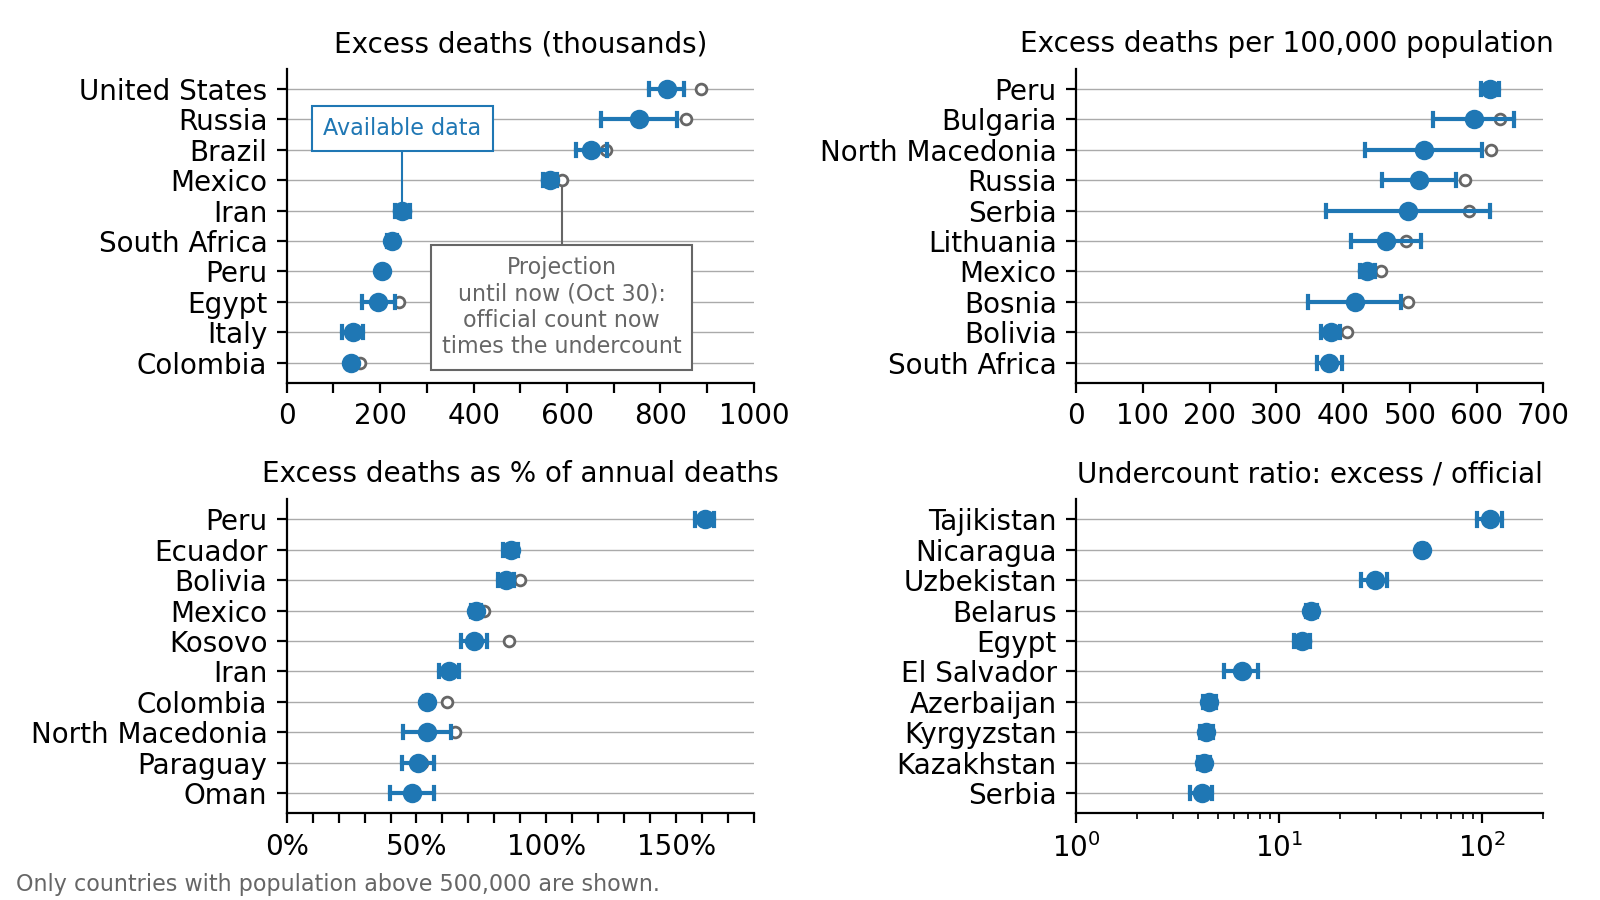 Excess deaths (thousands)
United States
Russia
Brazil
Mexico
Iran
South Africa
Peru
Egypt
Italy
Colombia
Available data
Projection
until now (Oct 30):
official count now
times the undercount
0 200 400 600 800 1000
Excess deaths per 100,000 population
Peru
Bulgaria
North Macedonia
Russia
Serbia
Lithuania
Mexico
Bosnia
Bolivia
South Africa
0 100 200 300 400 500 600 700
Excess deaths as % of annual deaths
Peru
Ecuador
Bolivia
Mexico
Kosovo
Iran
Colombia
North Macedonia
Paraguay
Oman
0% 50% 100% 150%
Undercount ratio: excess / official
Tajikistan
Nicaragua
Uzbekistan
Belarus
Egypt
El Salvador
Azerbaijan
Kyrgyzstan
Kazakhstan
Serbia
10⁰ 10¹ 10²
Only countries with population above 500,000 are shown.